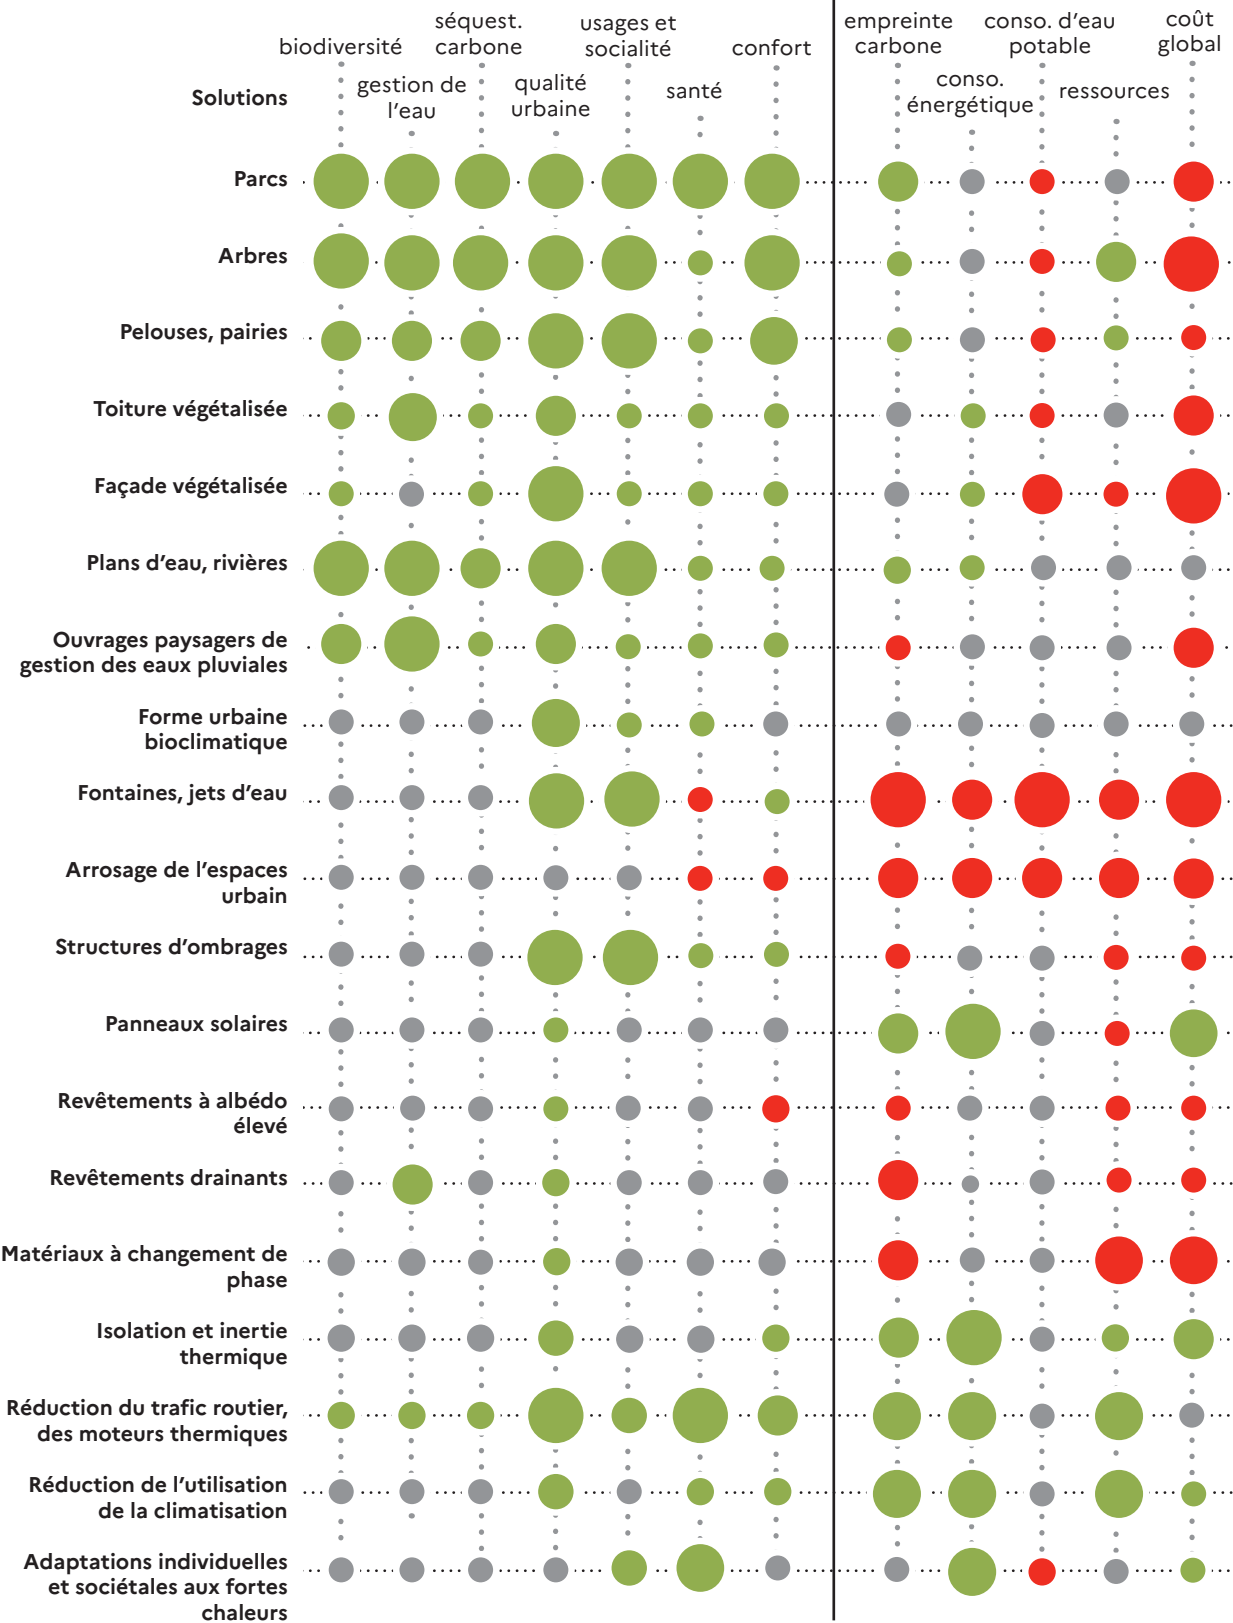 séquest.
carbone
usages et
socialité
empreinte
carbone
conso. d'eau
potable
coût
global
biodiversité
confort
gestion de
l'eau
qualité
urbaine
santé
conso.
énergétique
ressources
Solutions
Parcs
Arbres
Pelouses, pairies
Toiture végétalisée
Façade végétalisée
Plans d'eau, rivières
Ouvrages paysagers de
gestion des eaux pluviales
Forme urbaine
bioclimatique
Fontaines, jets d'eau
Arrosage de l'espaces
urbain
Structures d'ombrages
Panneaux solaires
Revêtements à albédo
élevé
Revêtements drainants
Matériaux à changement de
phase
Isolation et inertie
thermique
Réduction du trafic routier,
des moteurs thermiques
Réduction de l'utilisation
de la climatisation
Adaptations individuelles
et sociétales aux fortes
chaleurs